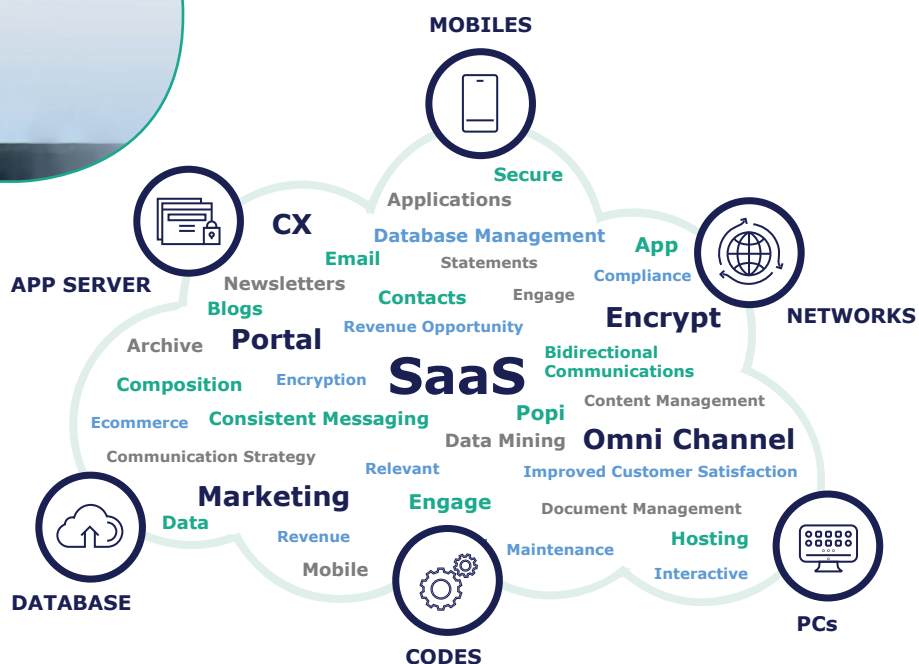 MOBILES
Secure
Applications
CX
Database Management
App
Email
Statements
Compliance
APP SERVER
Newsletters
Contacts
Engage
Blogs
Encrypt
NETWORKS
Revenue Opportunity
Portal
Archive
SaaS
Bidirectional
Communications
Composition
Encryption
Content Management
Ecommerce
Consistent Messaging
Popi
Data Mining
Omni Channel
Communication Strategy
Relevant
Improved Customer Satisfaction
Marketing
Engage
Document Management
Data
Revenue
Maintenance
Hosting
Mobile
Interactive
DATABASE
PCs
CODES